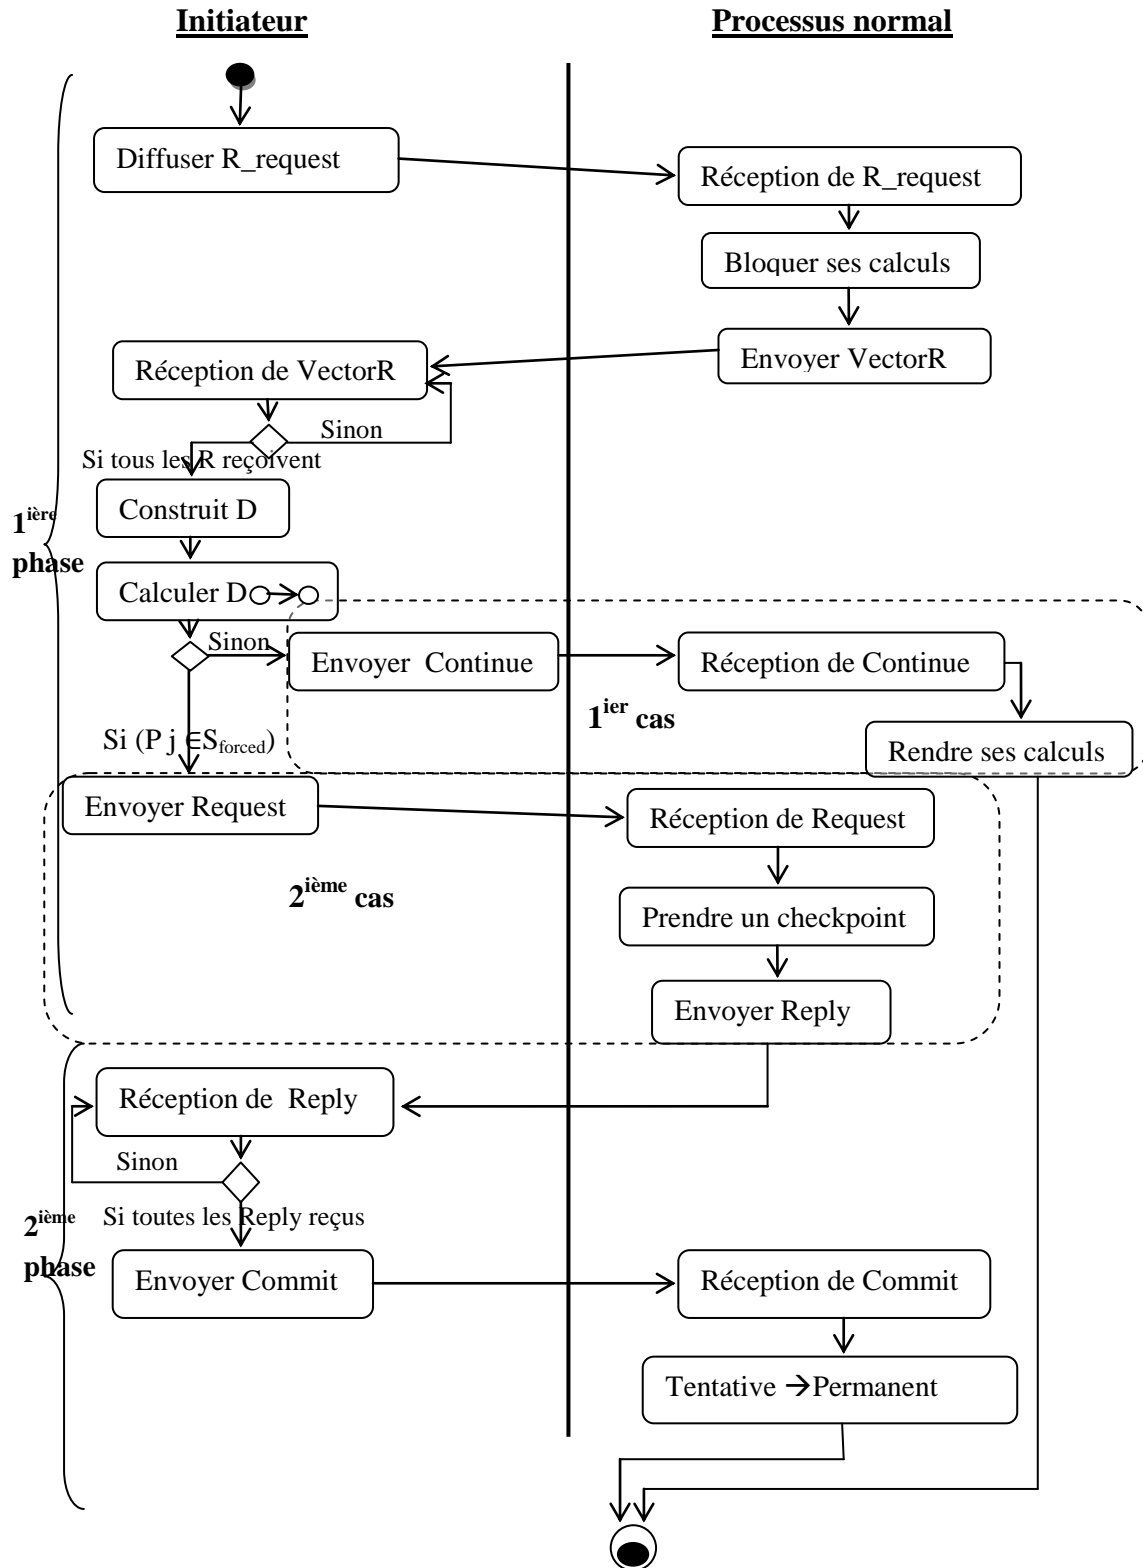 Initiateur
Processus normal
Diffuser R_request
Réception de R_request
Bloquer ses calculs
Envoyer VectorR
Réception de VectorR
Sinon
Si tous les R reçoivent
Construit D
1ière
phase
Calculer D
Sinon
Envoyer Continue
Réception de Continue
1ier cas
Si (P j ∈Sforced)
Rendre ses calculs
Envoyer Request
Réception de Request
2ième cas
Prendre un checkpoint
Envoyer Reply
Réception de Reply
Sinon
Si toutes les Reply reçus
2ième
phase
Envoyer Commit
Réception de Commit
Tentative →Permanent